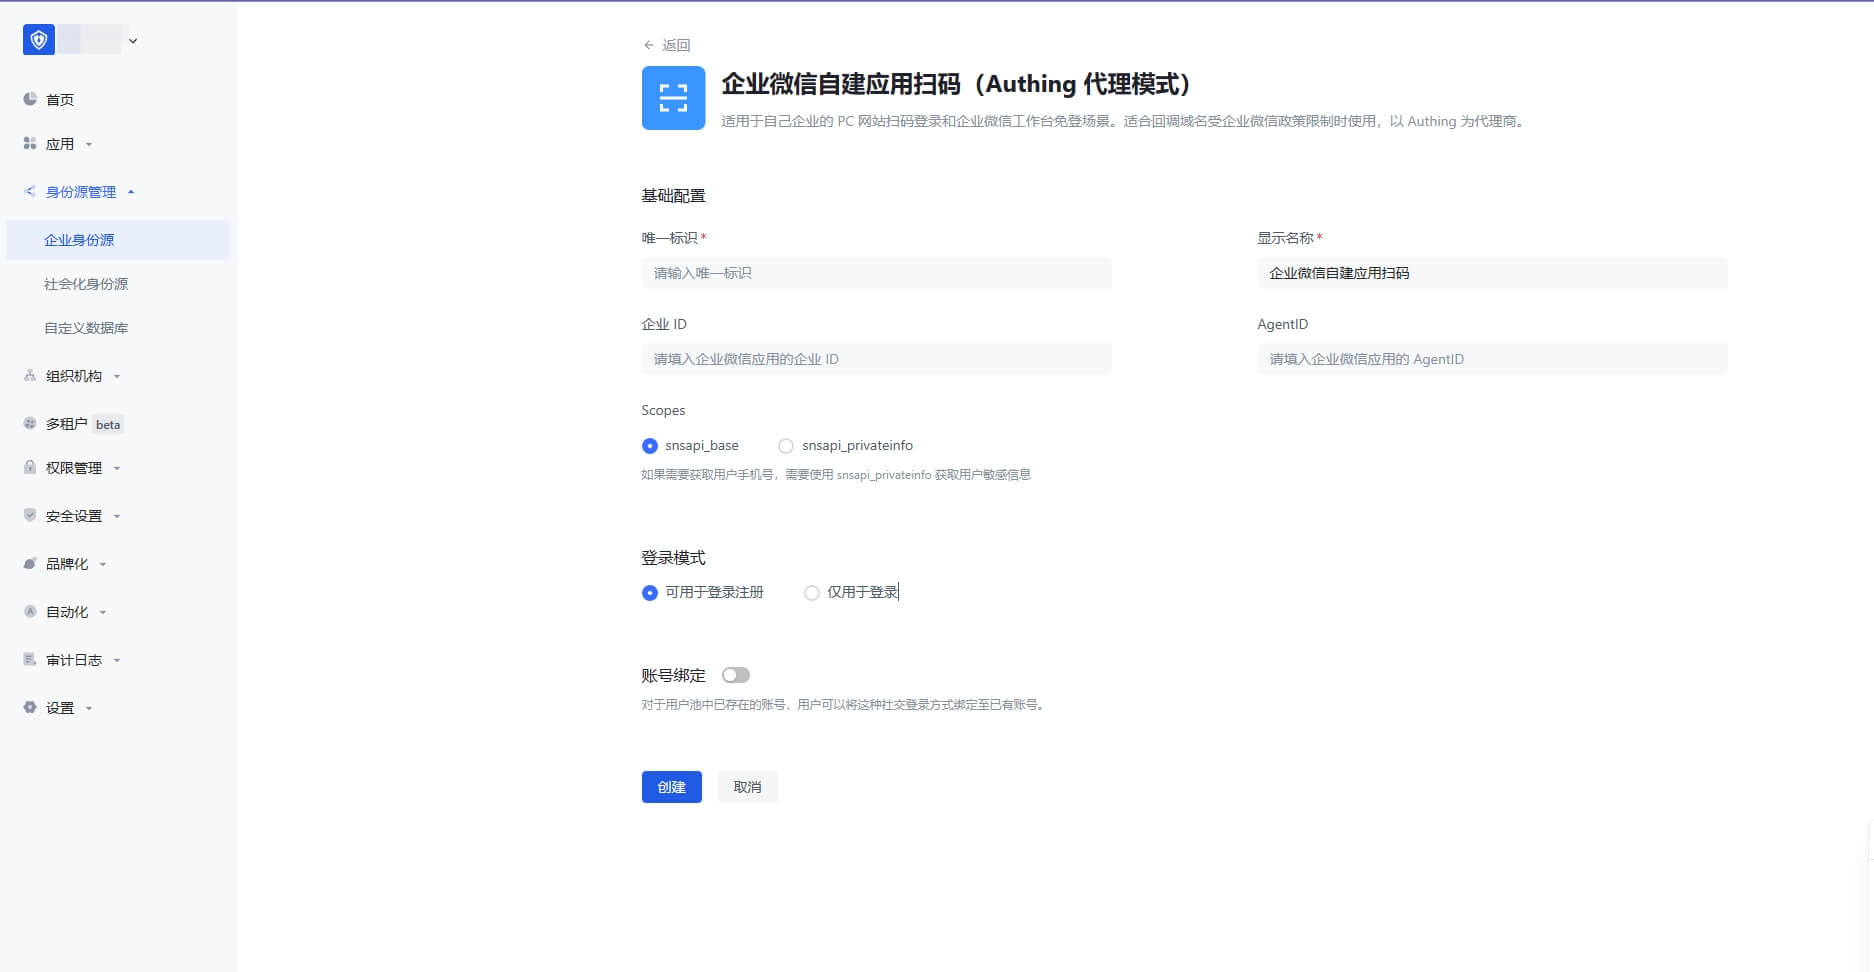 首页
应用
身份源管理
企业身份源
社会化身份源
自定义数据库
组织机构
多租户 beta
权限管理
安全设置
品牌化
自动化
审计日志
设置
返回
企业微信自建应用扫码（Authing 代理模式）
适用于自己企业的 PC 网站扫码登录和企业微信工作台免登场景。适合回调域名受企业微信政策限制时使用，以 Authing 为代理商。
基础配置
唯一标识*
请输入唯一标识
显示名称*
企业微信自建应用扫码
企业 ID
请填入企业微信应用的企业 ID
AgentID
请填入企业微信应用的 AgentID
Scopes
snsapi_base
snsapi_privateinfo
如果需要获取用户手机号，需要使用 snsapi_privateinfo 获取用户敏感信息
登录模式
可用于登录注册
仅用于登录
账号绑定
对于用户池中已存在的账号，用户可以将这种社交登录方式绑定至已有账号。
创建
取消